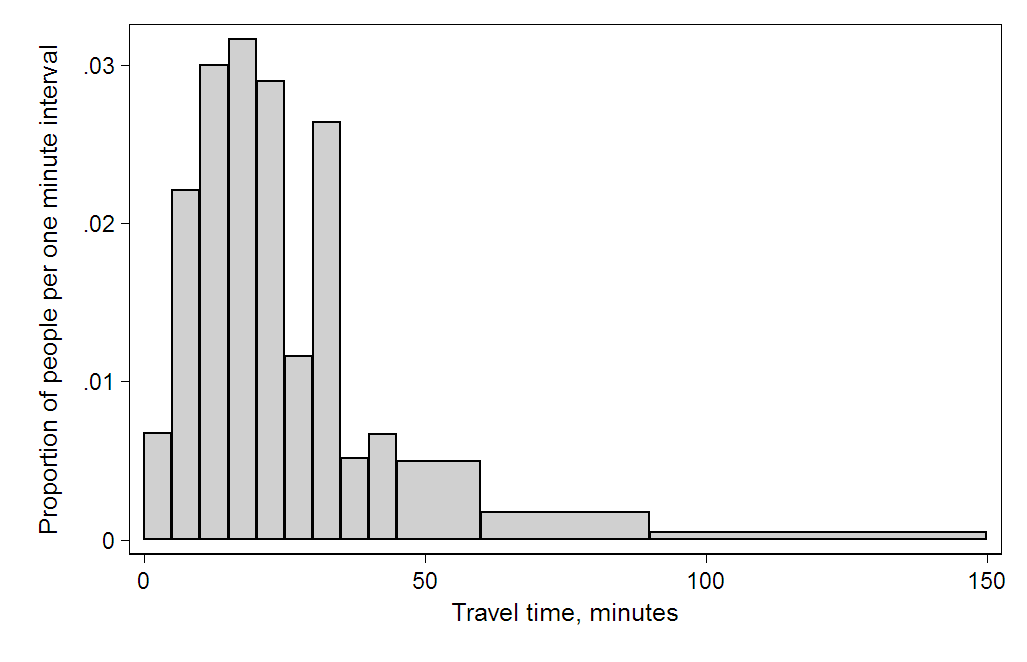 Proportion of people per one minute interval
.03
.02
.01
0
0 50 100 150
Travel time, minutes